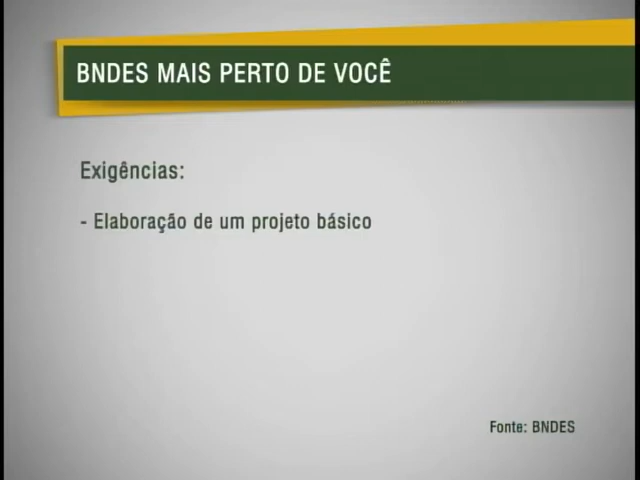 BNDES MAIS PERTO DE VOCÊ
Exigências:
- Elaboração de um projeto básico
Fonte: BNDES